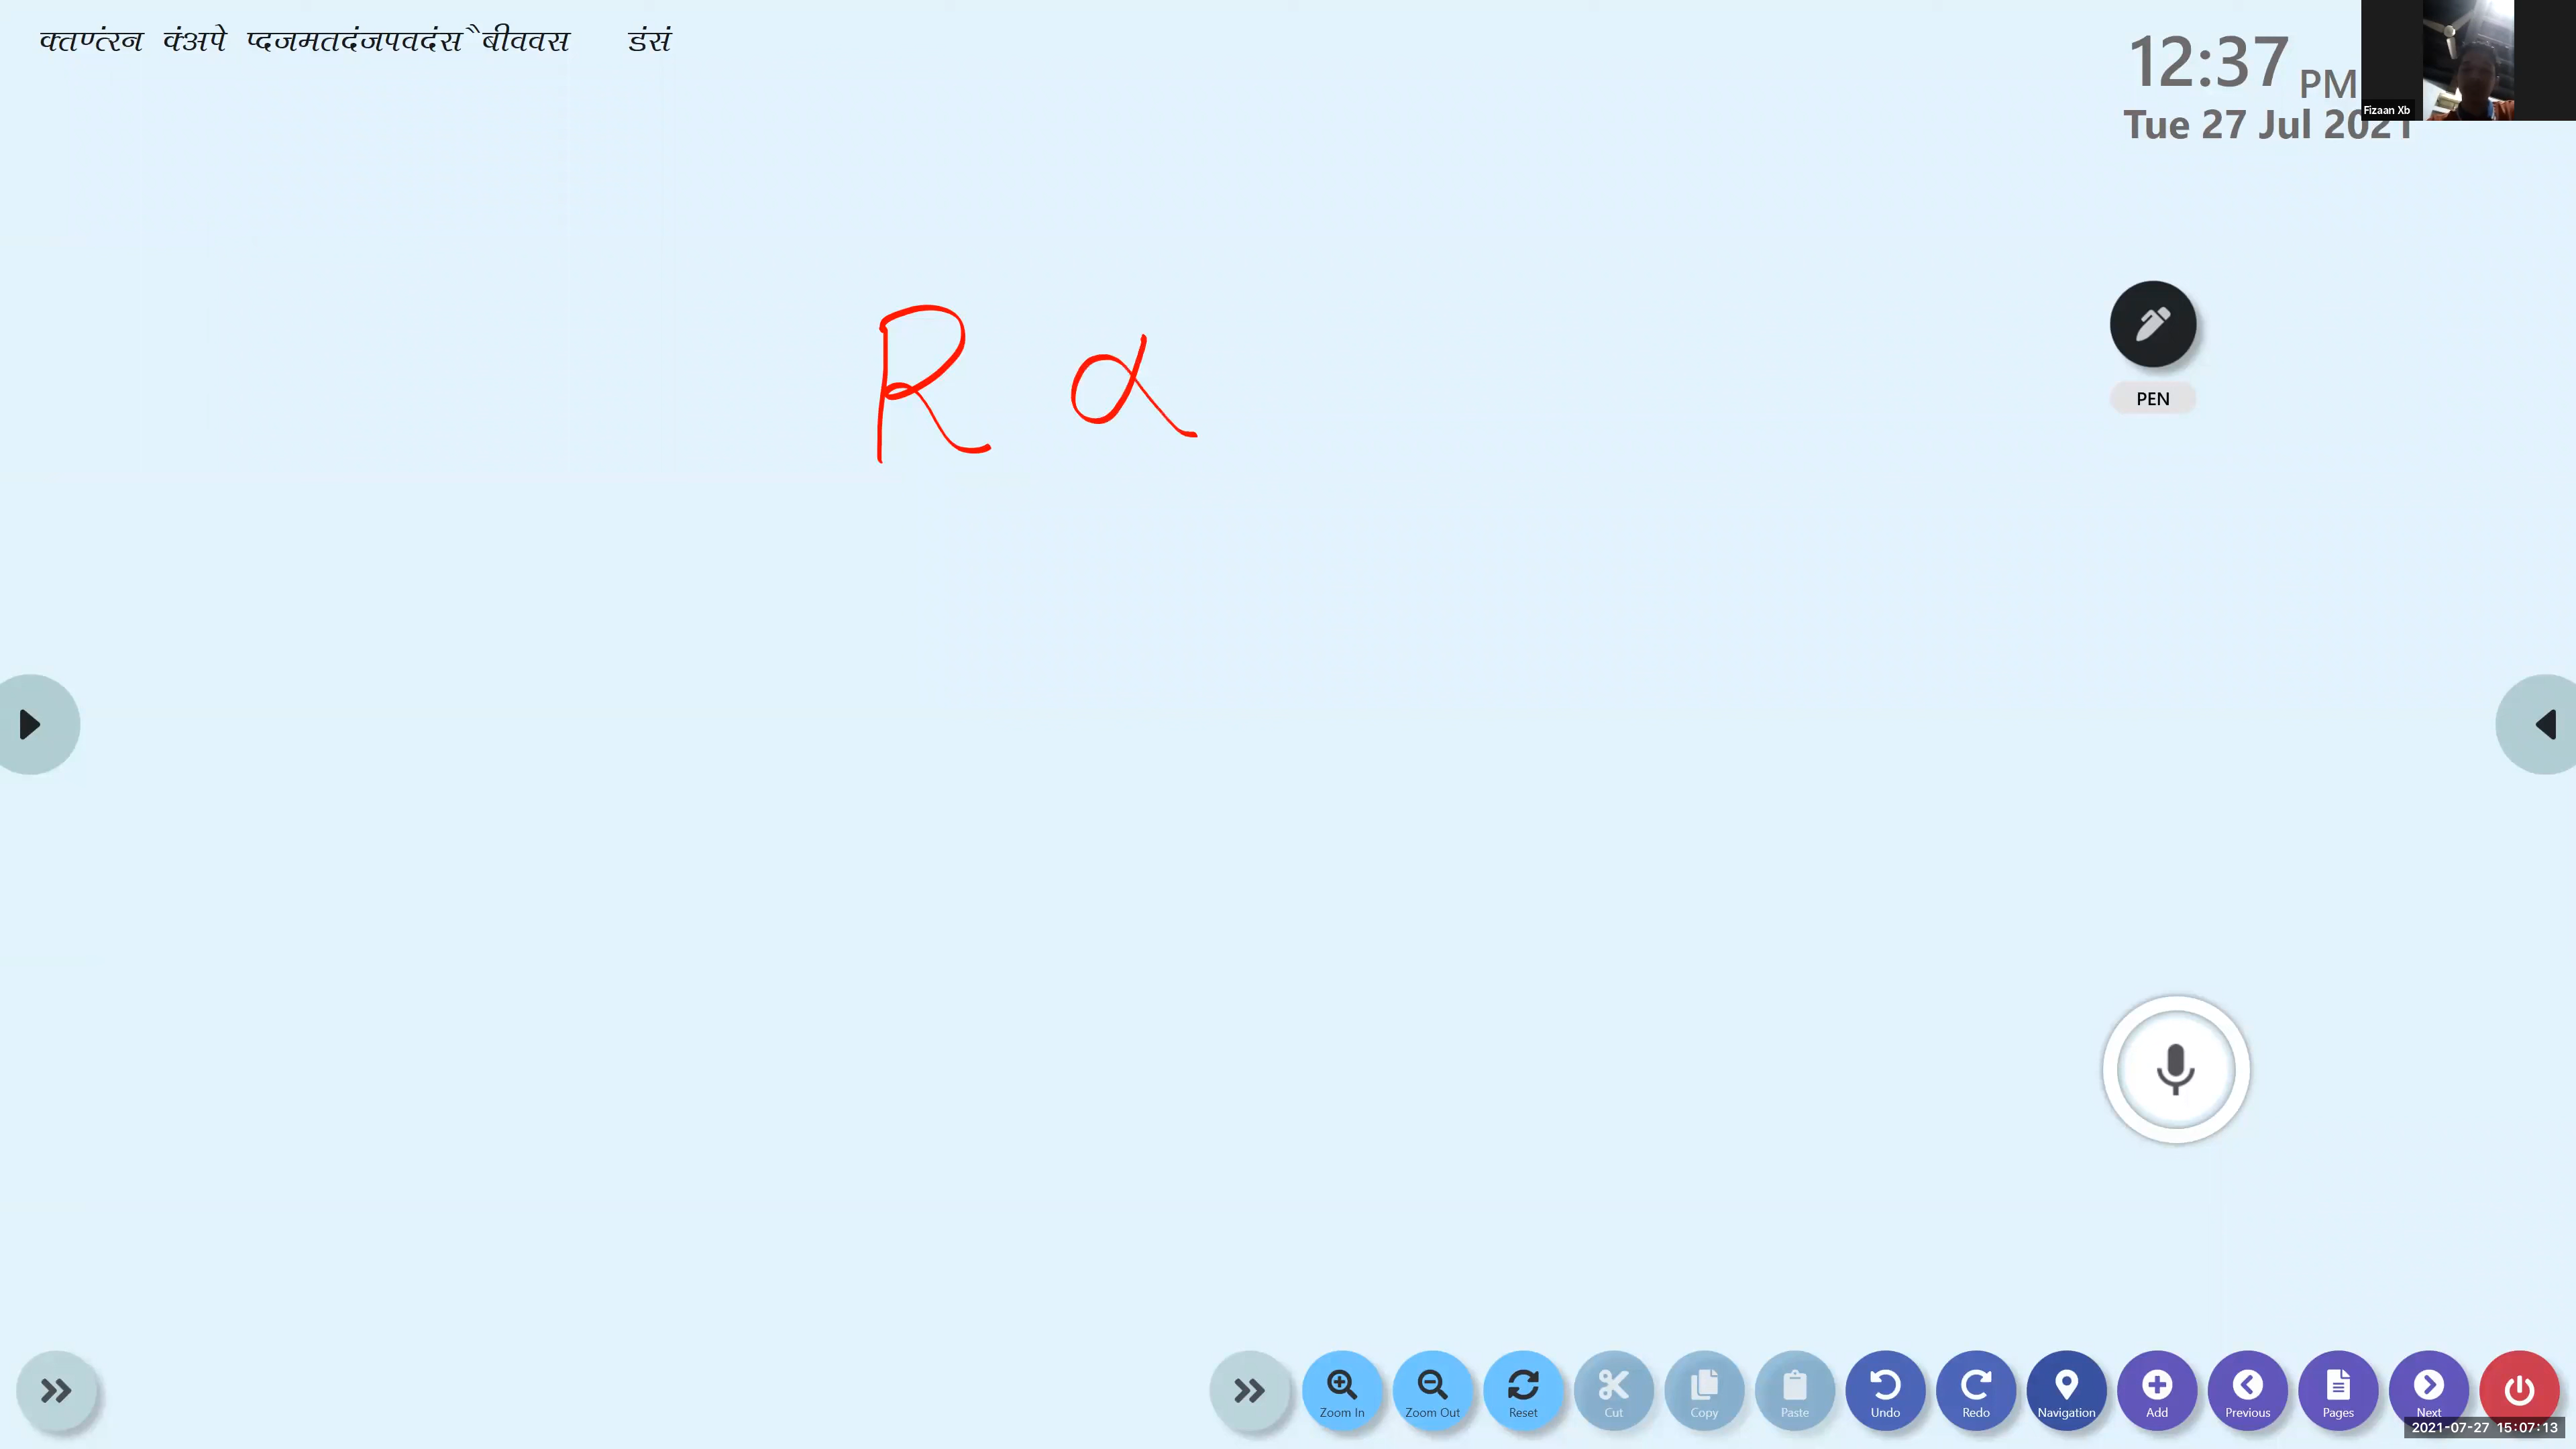 क्तण्त्ंरन क्ंअपे प्दजमतदंजपवदंस ैबीववस डंसं
12:37 PM
Fizaan Xb
Tue 27 Jul 2021
R α
PEN
Zoom In Zoom Out Reset Cut Copy Paste Undo Redo Navigation Add Previous Pages Next
2021-07-27 15:07:13